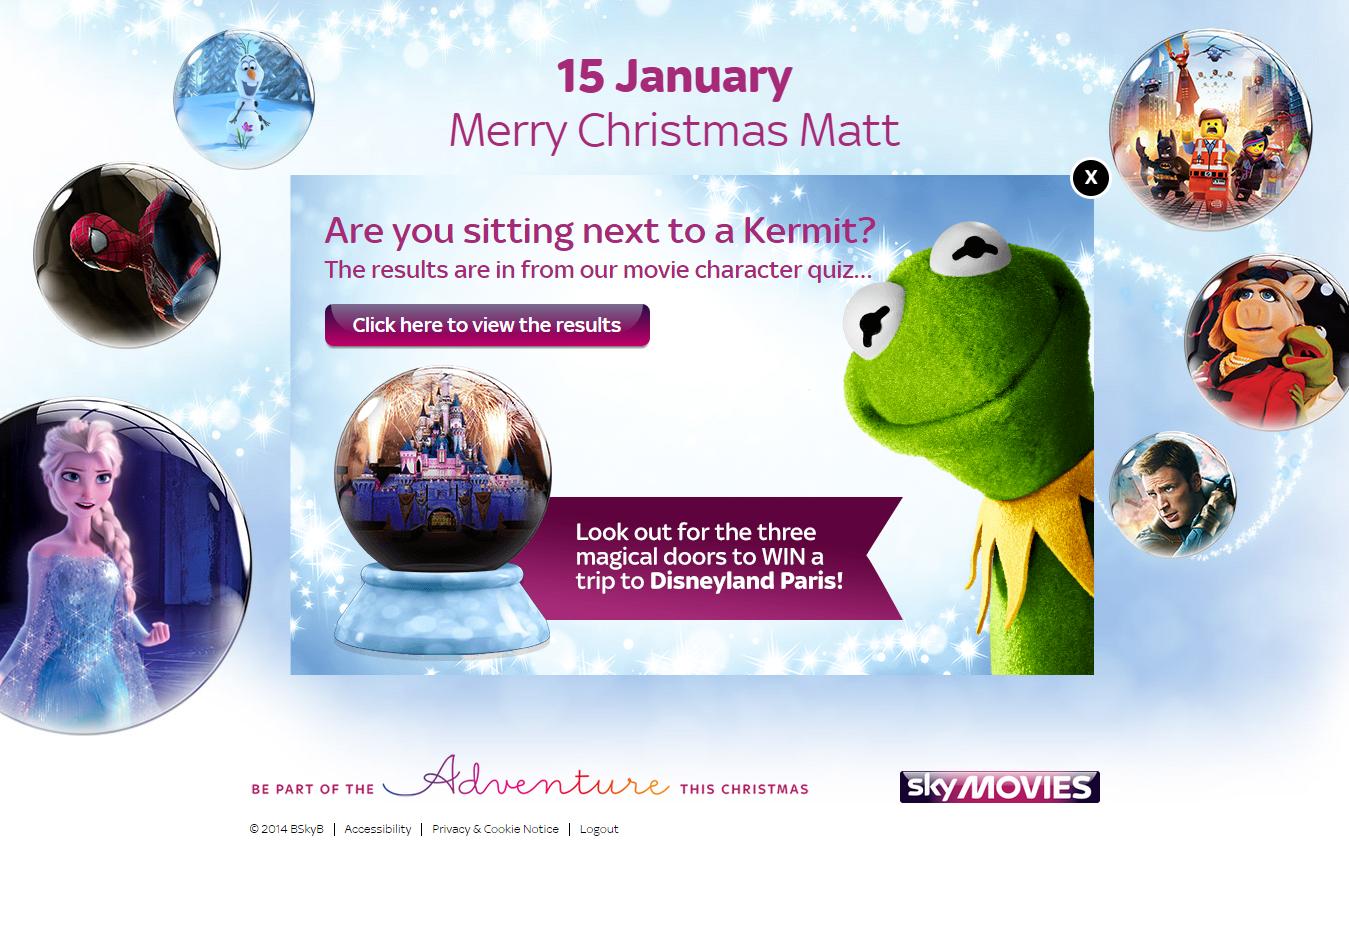 15 January
Merry Christmas Matt
X
Are you sitting next to a Kermit?
The results are in from our movie character quiz...
Click here to view the results
Look out for the three
magical doors to WIN a
trip to Disneyland Paris!
BE PART OF THE Adventure THIS CHRISTMAS
sky MOVIES
© 2014 BSkyB | Accessibility | Privacy & Cookie Notice | Logout